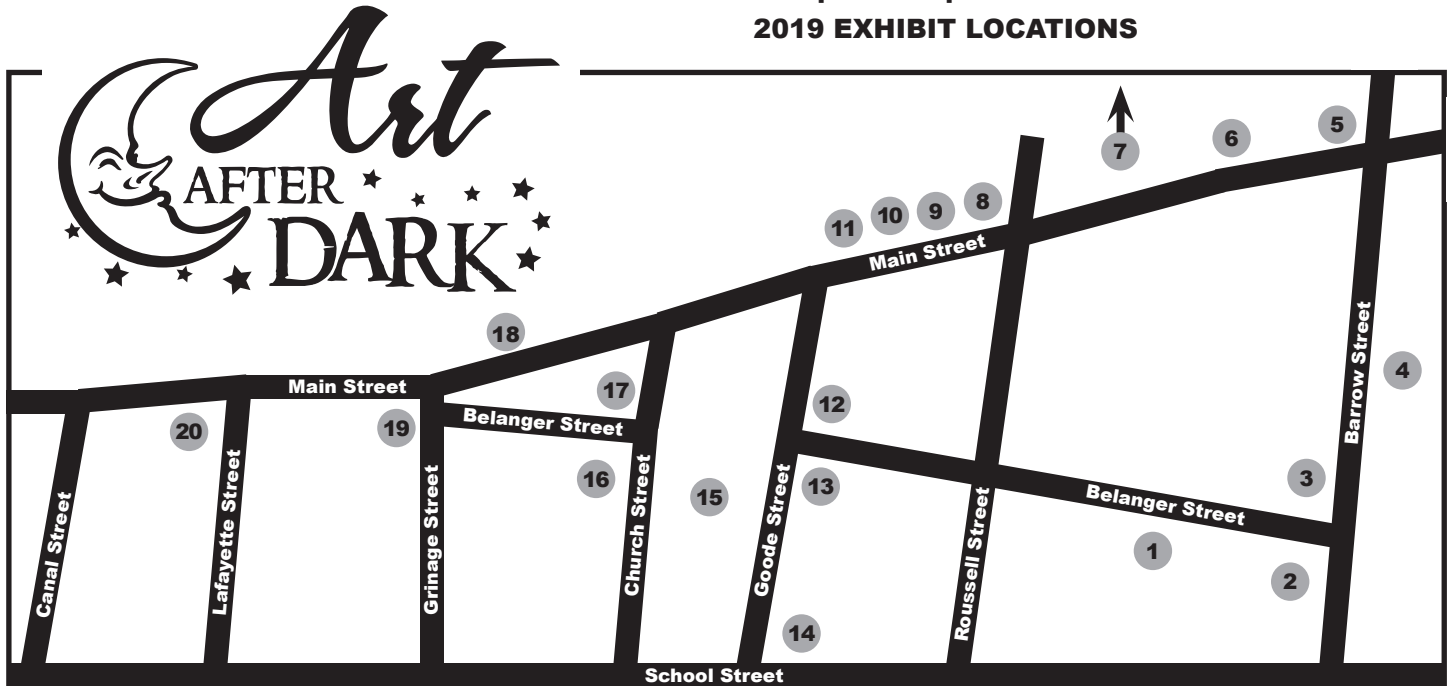 2019 EXHIBIT LOCATIONS
Art
AFTER
DARK
5
6
7
8
9
10
11
Main Street
18
Barrow Street
4
17
12
Main Street
Belanger Street
20
19
16
15
13
3
Belanger Street
1
2
Canal Street
Lafayette Street
Grinage Street
Church Street
Goode Street
Roussell Street
14
School Street